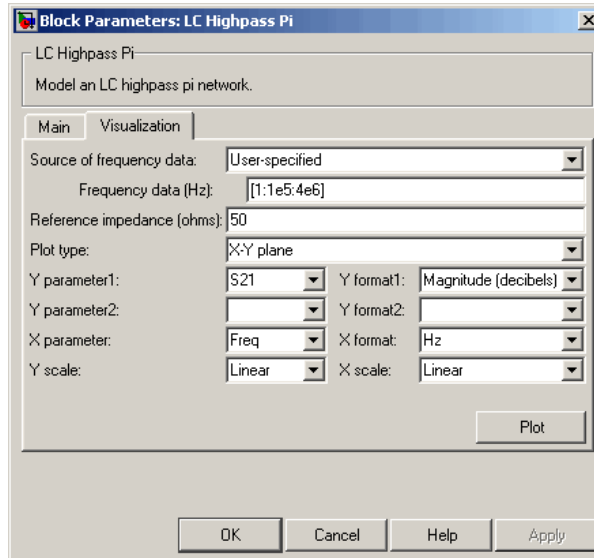 Block Parameters: LC Highpass Pi
LC Highpass Pi
Model an LC highpass pi network.
Main Visualization
Source of frequency data: User-specified
Frequency data (Hz): [1:1e5:4e6]
Reference impedance (ohms): 50
Plot type: X-Y plane
Y parameter1: S21 Y format1: Magnitude (decibels)
Y parameter2: Y format2:
X parameter: Freq X format: Hz
Y scale: Linear X scale: Linear
Plot
OK Cancel Help Apply